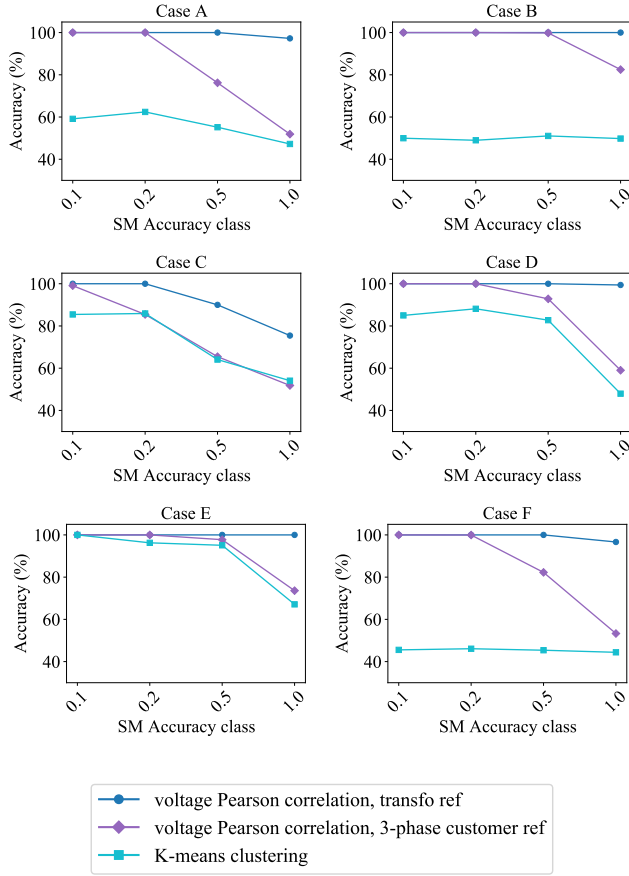 Case A
Accuracy (%)
100
80
60
40
0.1
0.2
0.5
1.0
SM Accuracy class
Case B
Accuracy (%)
100
80
60
40
0.1
0.2
0.5
1.0
SM Accuracy class
Case C
Accuracy (%)
100
80
60
40
0.1
0.2
0.5
1.0
SM Accuracy class
Case D
Accuracy (%)
100
80
60
40
0.1
0.2
0.5
1.0
SM Accuracy class
Case E
Accuracy (%)
100
80
60
40
0.1
0.2
0.5
1.0
SM Accuracy class
Case F
Accuracy (%)
100
80
60
40
0.1
0.2
0.5
1.0
SM Accuracy class
voltage Pearson correlation, transfo ref
voltage Pearson correlation, 3-phase customer ref
K-means clustering